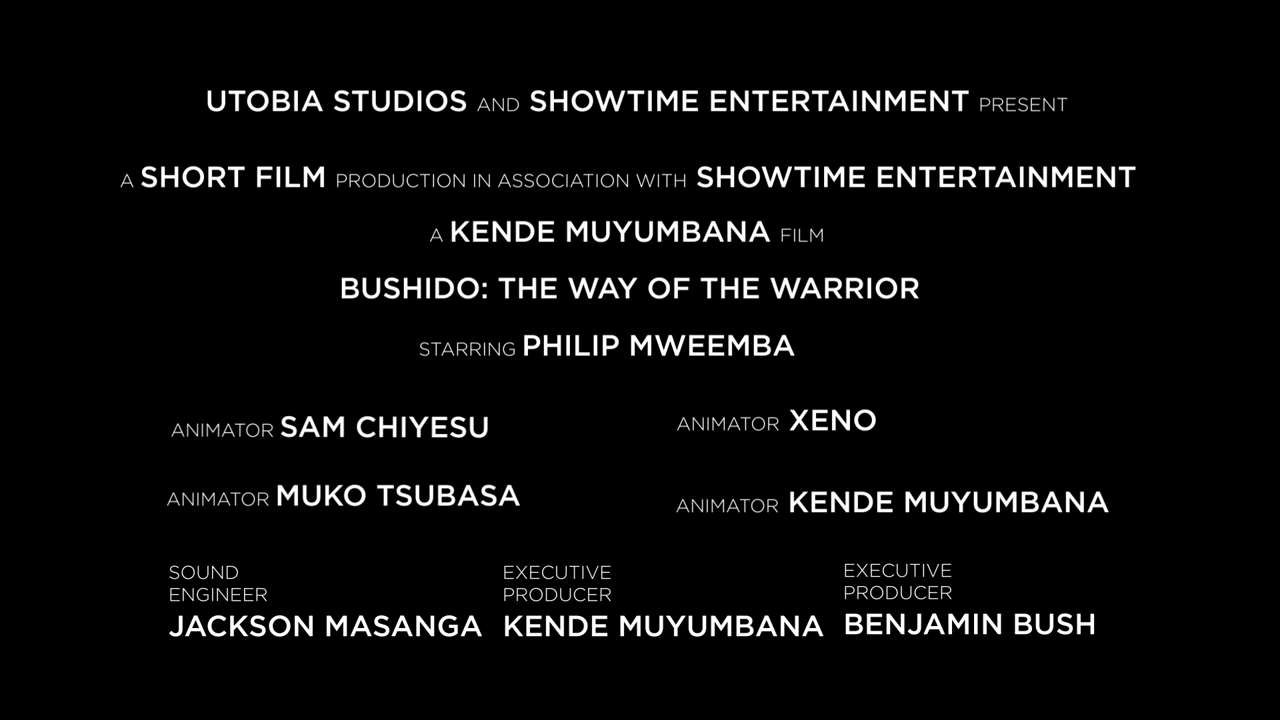 UTOBIA STUDIOS AND SHOWTIME ENTERTAINMENT PRESENT
A SHORT FILM PRODUCTION IN ASSOCIATION WITH SHOWTIME ENTERTAINMENT
A KENDE MUYUMBANA FILM
BUSHIDO: THE WAY OF THE WARRIOR
STARRING PHILIP MWEEMBA
ANIMATOR SAM CHIYESU
ANIMATOR XENO
ANIMATOR MUKO TSUBASA
ANIMATOR KENDE MUYUMBANA
SOUND
ENGINEER
JACKSON MASANGA
EXECUTIVE
PRODUCER
KENDE MUYUMBANA
EXECUTIVE
PRODUCER
BENJAMIN BUSH